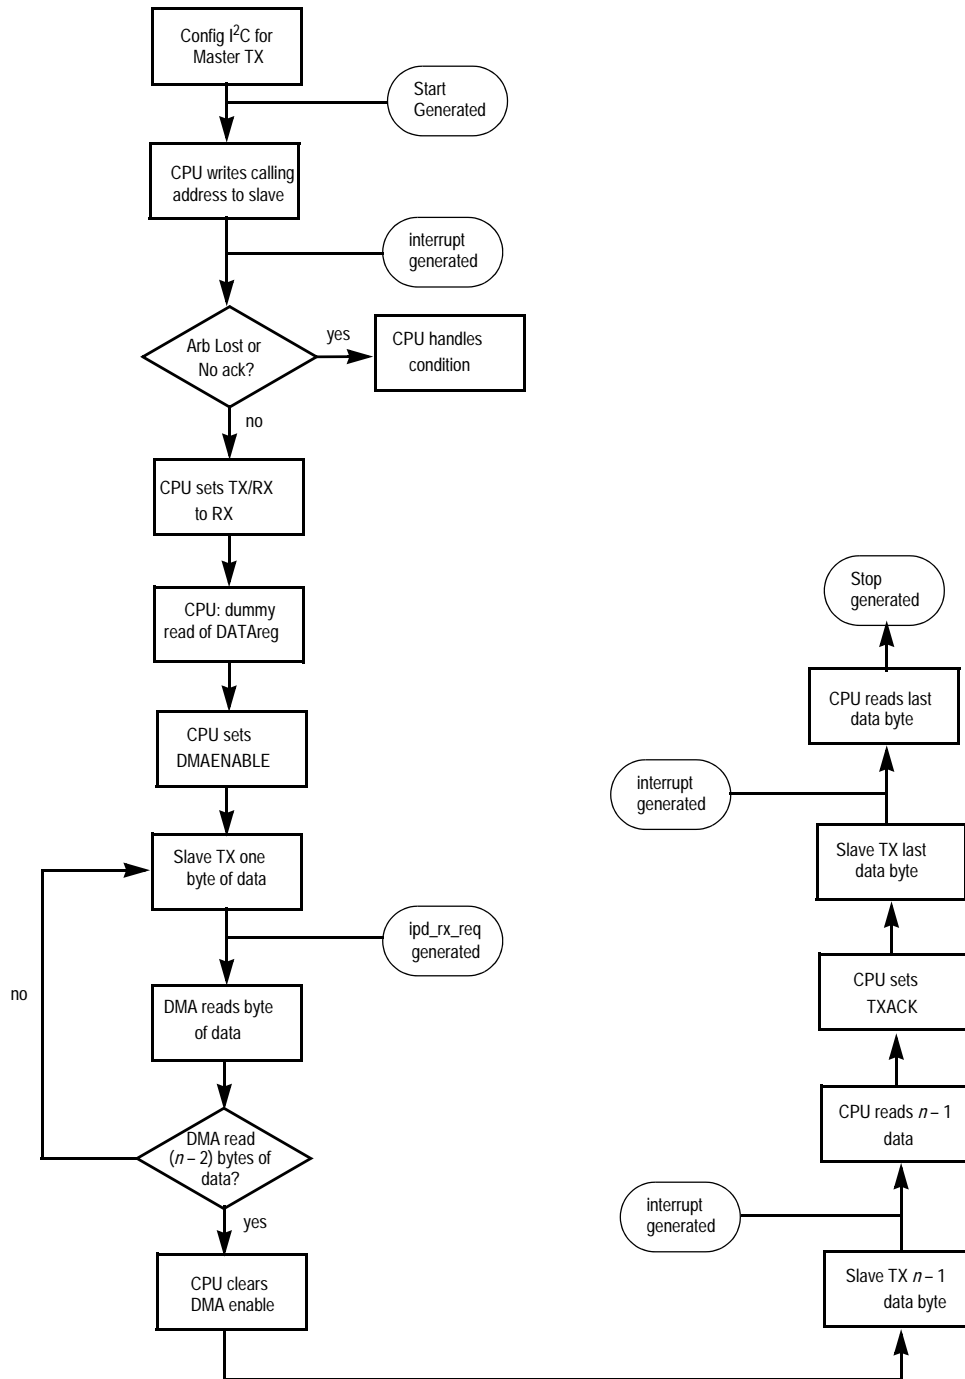 Config I²C for
Master TX
Start
Generated
CPU writes calling
address to slave
interrupt
generated
Arb Lost or
No ack?
yes
CPU handles
condition
no
CPU sets TX/RX
to RX
CPU: dummy
read of DATAreg
CPU sets
DMAENABLE
Slave TX one
byte of data
ipd_rx_req
generated
no
DMA reads byte
of data
DMA read
(n – 2) bytes of
data?
yes
CPU clears
DMA enable
Slave TX n – 1
data byte
interrupt
generated
CPU reads n – 1
data
CPU sets
TXACK
Slave TX last
data byte
interrupt
generated
CPU reads last
data byte
Stop
generated